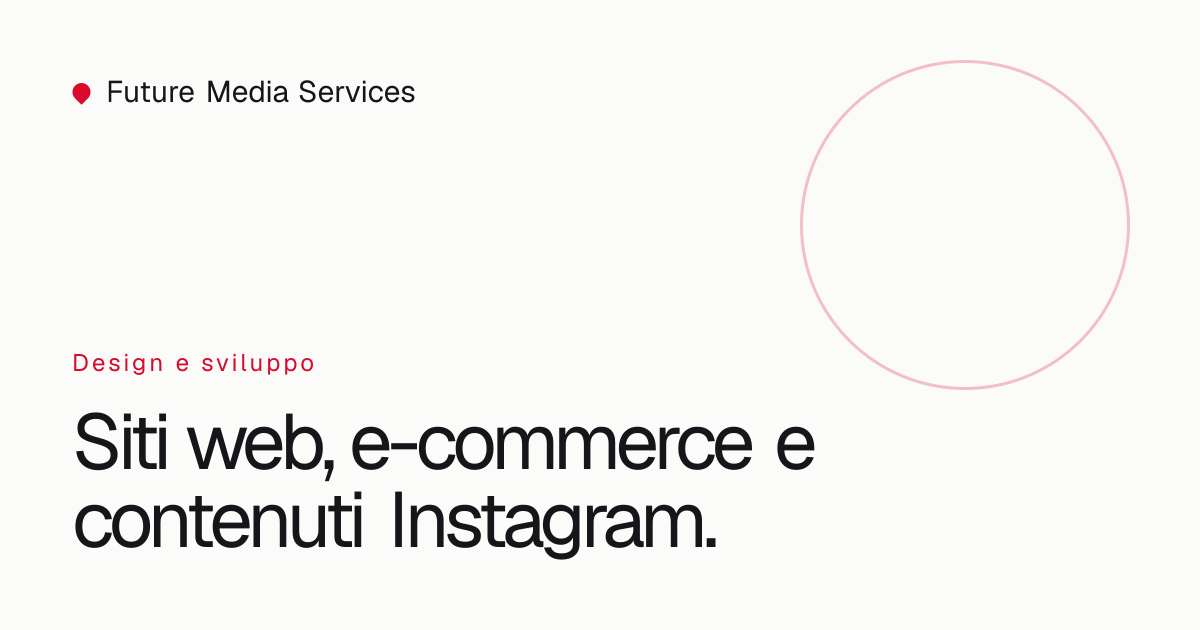 Future Media Services
Design e sviluppo
Siti web, e-commerce e
contenuti Instagram.